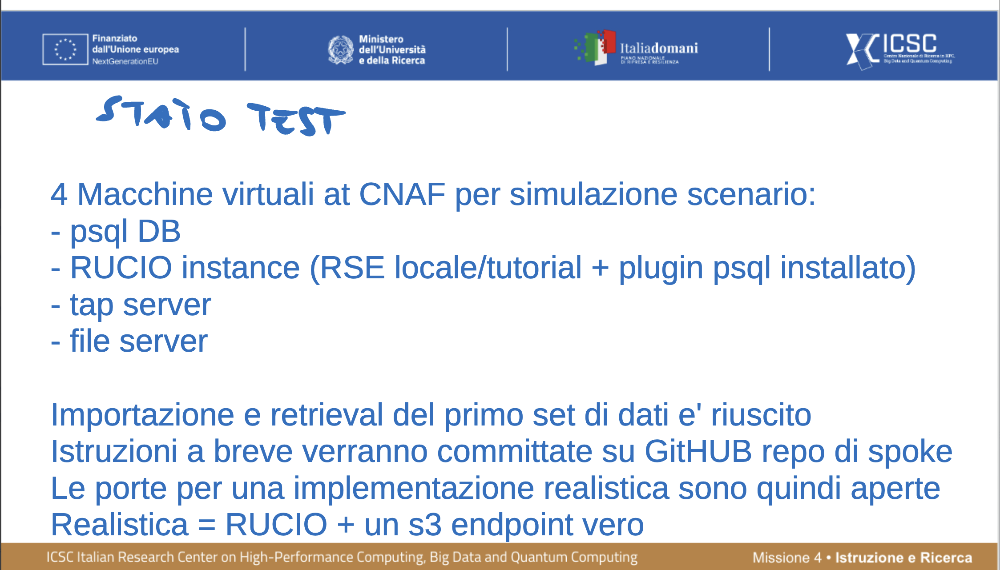 Finanziato
dall'Unione europea
NextGenerationEU
Ministero
dell'Università
e della Ricerca
Italiadomani
PIANO NAZIONALE
DI RIPRESA E RESILIENZA
ICSC
Centro Nazionale di Ricerca in HPC,
Big Data and Quantum Computing
STATO TEST
4 Macchine virtuali at CNAF per simulazione scenario:
- psql DB
- RUCIO instance (RSE locale/tutorial + plugin psql installato)
- tap server
- file server
Importazione e retrieval del primo set di dati e' riuscito
Istruzioni a breve verranno committate su GitHUB repo di spoke
Le porte per una implementazione realistica sono quindi aperte
Realistica = RUCIO + un s3 endpoint vero
ICSC Italian Research Center on High-Performance Computing, Big Data and Quantum Computing
Missione 4 • Istruzione e Ricerca